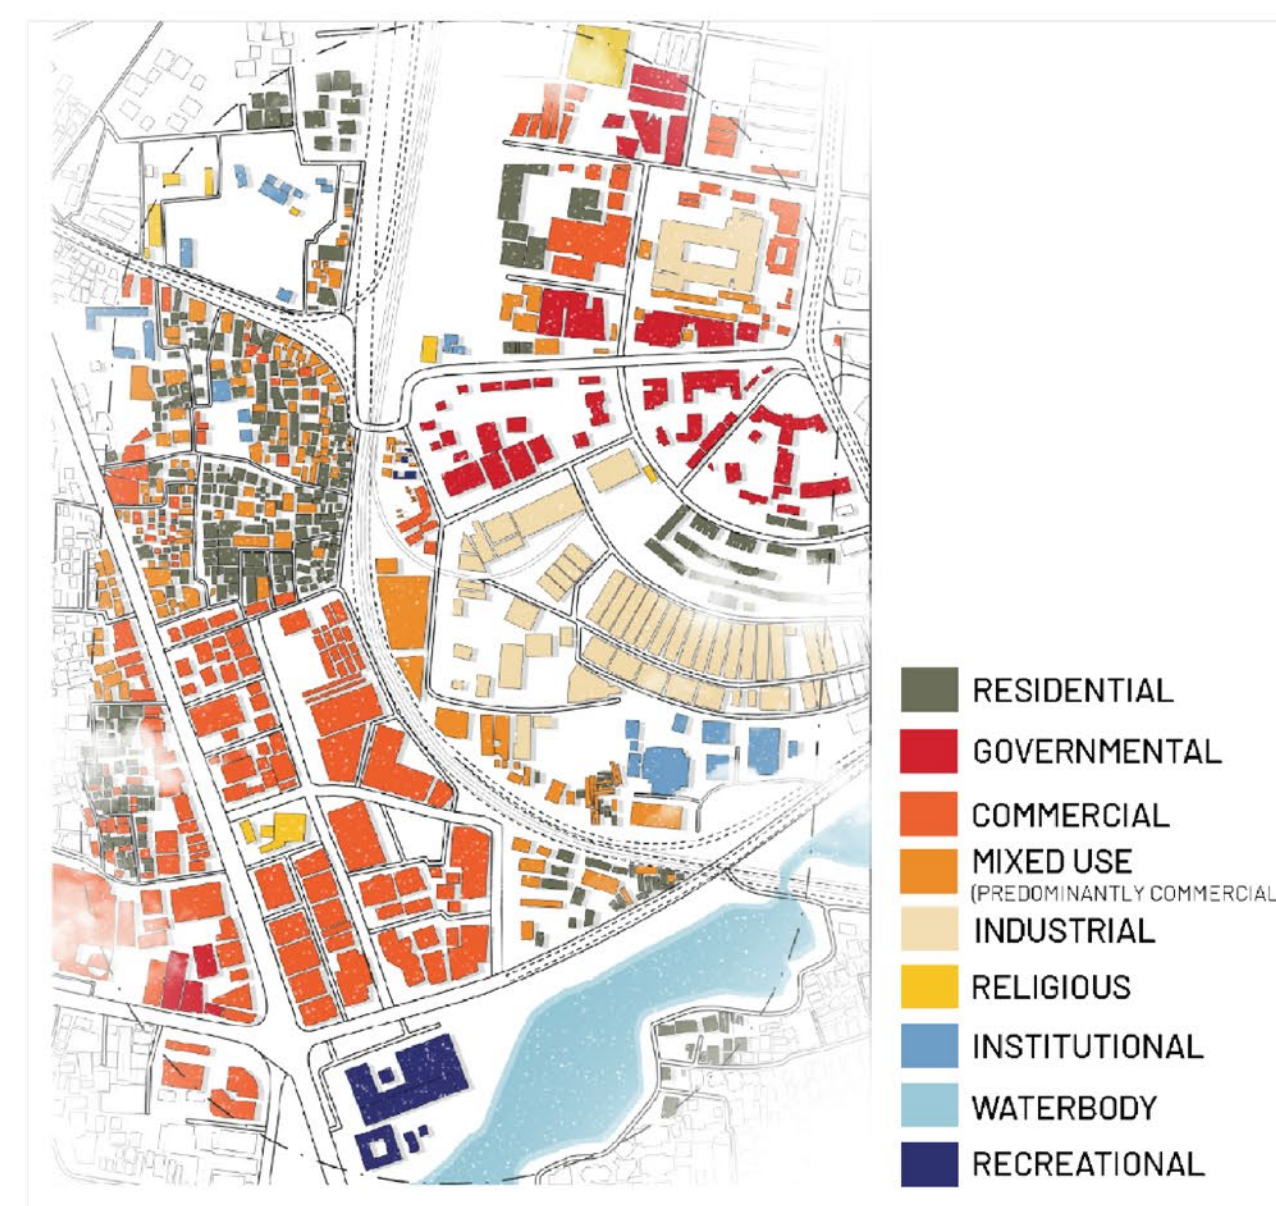 RESIDENTIAL
GOVERNMENTAL
COMMERCIAL
MIXED USE
(PREDOMINANTLY COMMERCIAL
INDUSTRIAL
RELIGIOUS
INSTITUTIONAL
WATERBODY
RECREATIONAL